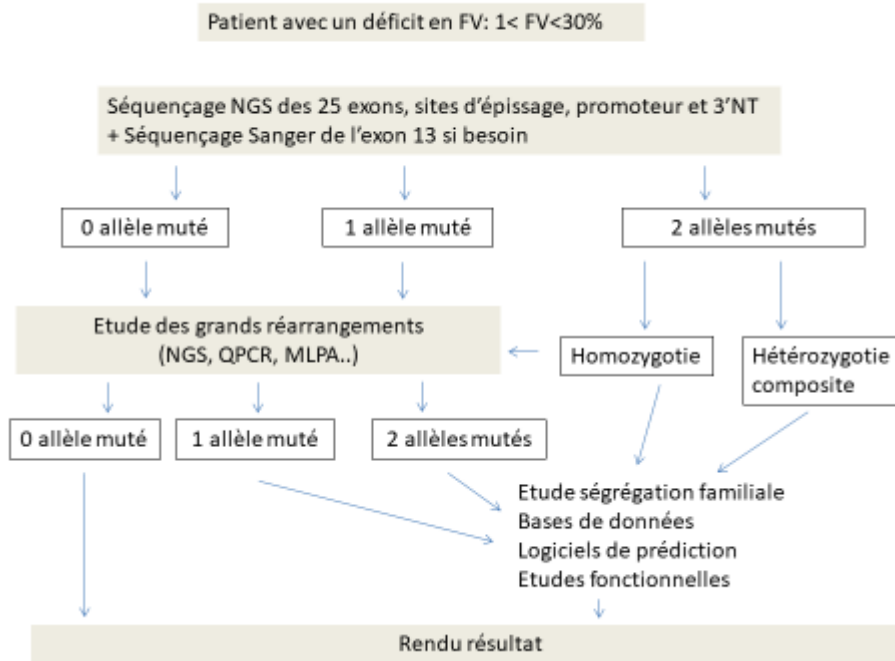 Patient avec un déficit en FV: 1< FV<30%
Séquençage NGS des 25 exons, sites d'épissage, promoteur et 3'NT
+ Séquençage Sanger de l'exon 13 si besoin
0 allèle muté
1 allèle muté
2 allèles mutés
Etude des grands réarrangements
(NGS, QPCR, MLPA..)
Homozygotie
Hétérozygotie
composite
0 allèle muté
1 allèle muté
2 allèles mutés
Etude ségrégation familiale
Bases de données
Logiciels de prédiction
Etudes fonctionnelles
Rendu résultat